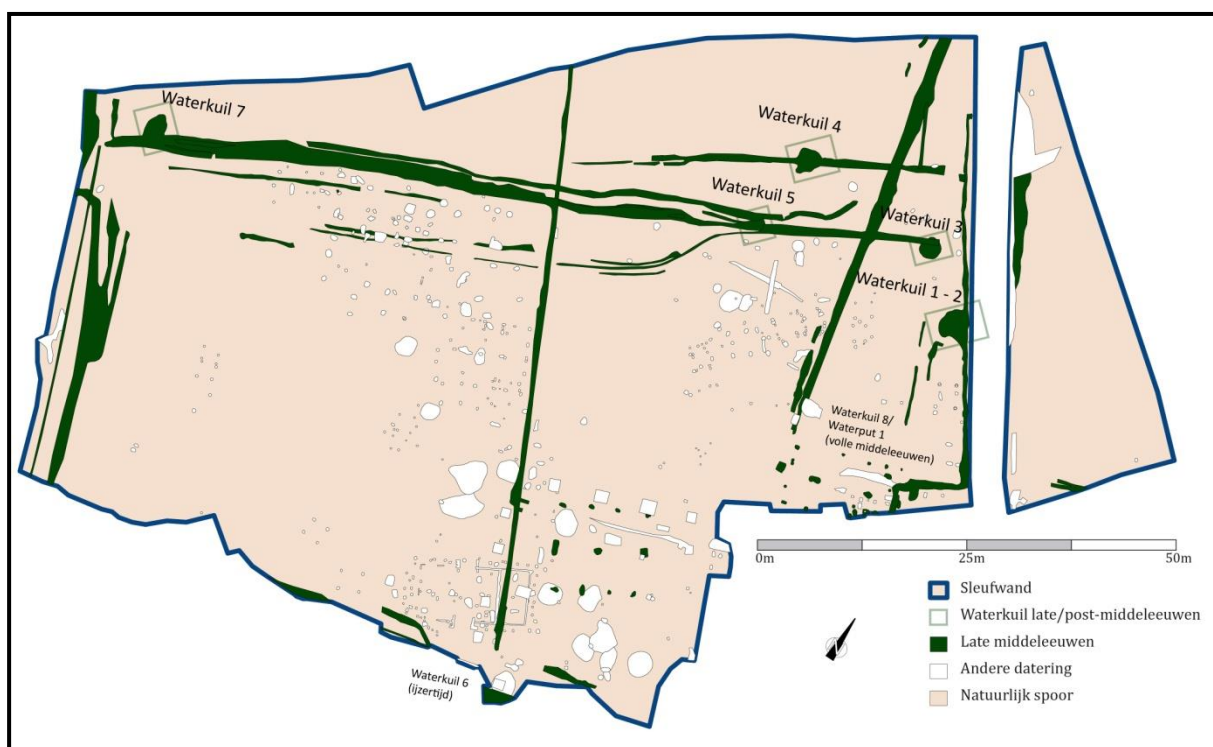 Waterkuil 7
Waterkuil 4
Waterkuil 5
Waterkuil 3
Waterkuil 1 - 2
Waterkuil 8/
Waterput 1
(volle middeleeuwen)
Waterkuil 6
(ijzertijd)
0m
25m
50m
Sleufwand
Waterkuil late/post-middeleeuwen
Late middeleeuwen
Andere datering
Natuurlijk spoor
N